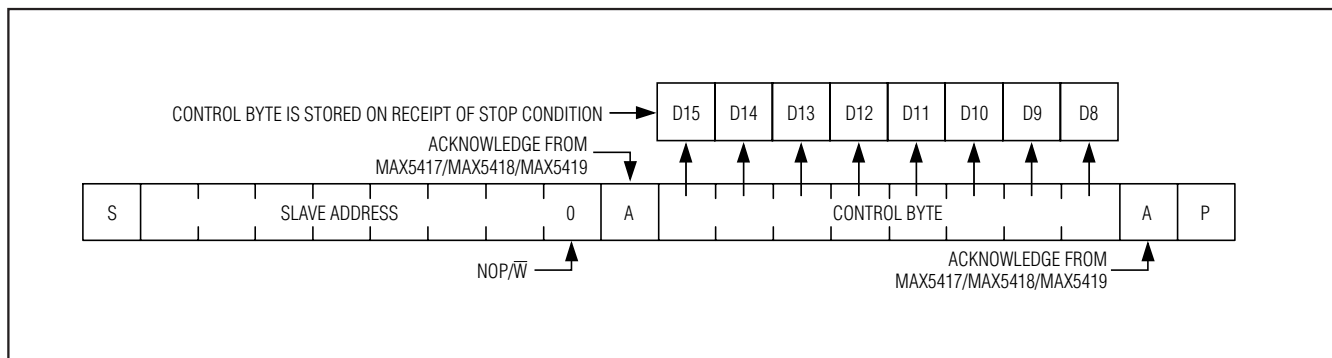 CONTROL BYTE IS STORED ON RECEIPT OF STOP CONDITION
D15 D14 D13 D12 D11 D10 D9 D8
ACKNOWLEDGE FROM
MAX5417/MAX5418/MAX5419
S SLAVE ADDRESS 0 A CONTROL BYTE A P
NOP/W̅
ACKNOWLEDGE FROM
MAX5417/MAX5418/MAX5419